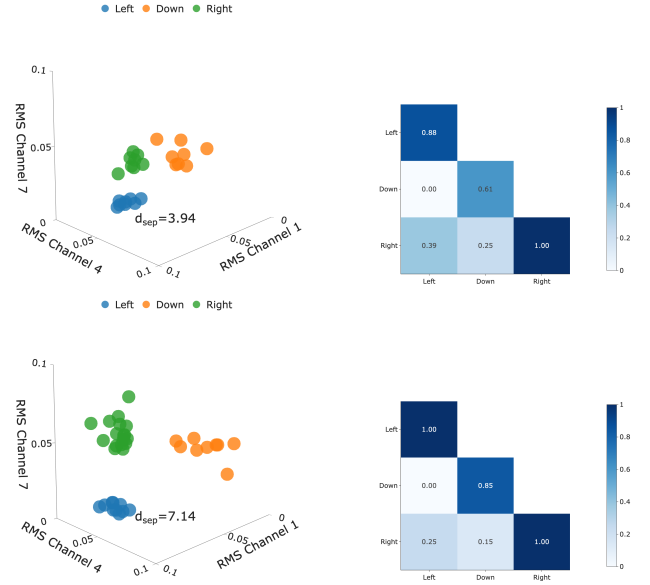 Left Down Right
0.1
0.05
0
RMS Channel 7
d_sep=3.94
0.05
0.1
RMS Channel 4
0
0.05
0.1
RMS Channel 1
Left
Down
Right
0.88
0.00 0.61
0.39 0.25 1.00
Left Down Right
1
0.8
0.6
0.4
0.2
0
Left Down Right
0.1
0.05
0
RMS Channel 7
d_sep=7.14
0.05
0.1
RMS Channel 4
0
0.05
0.1
RMS Channel 1
Left
Down
Right
1.00
0.00 0.85
0.25 0.15 1.00
Left Down Right
1
0.8
0.6
0.4
0.2
0